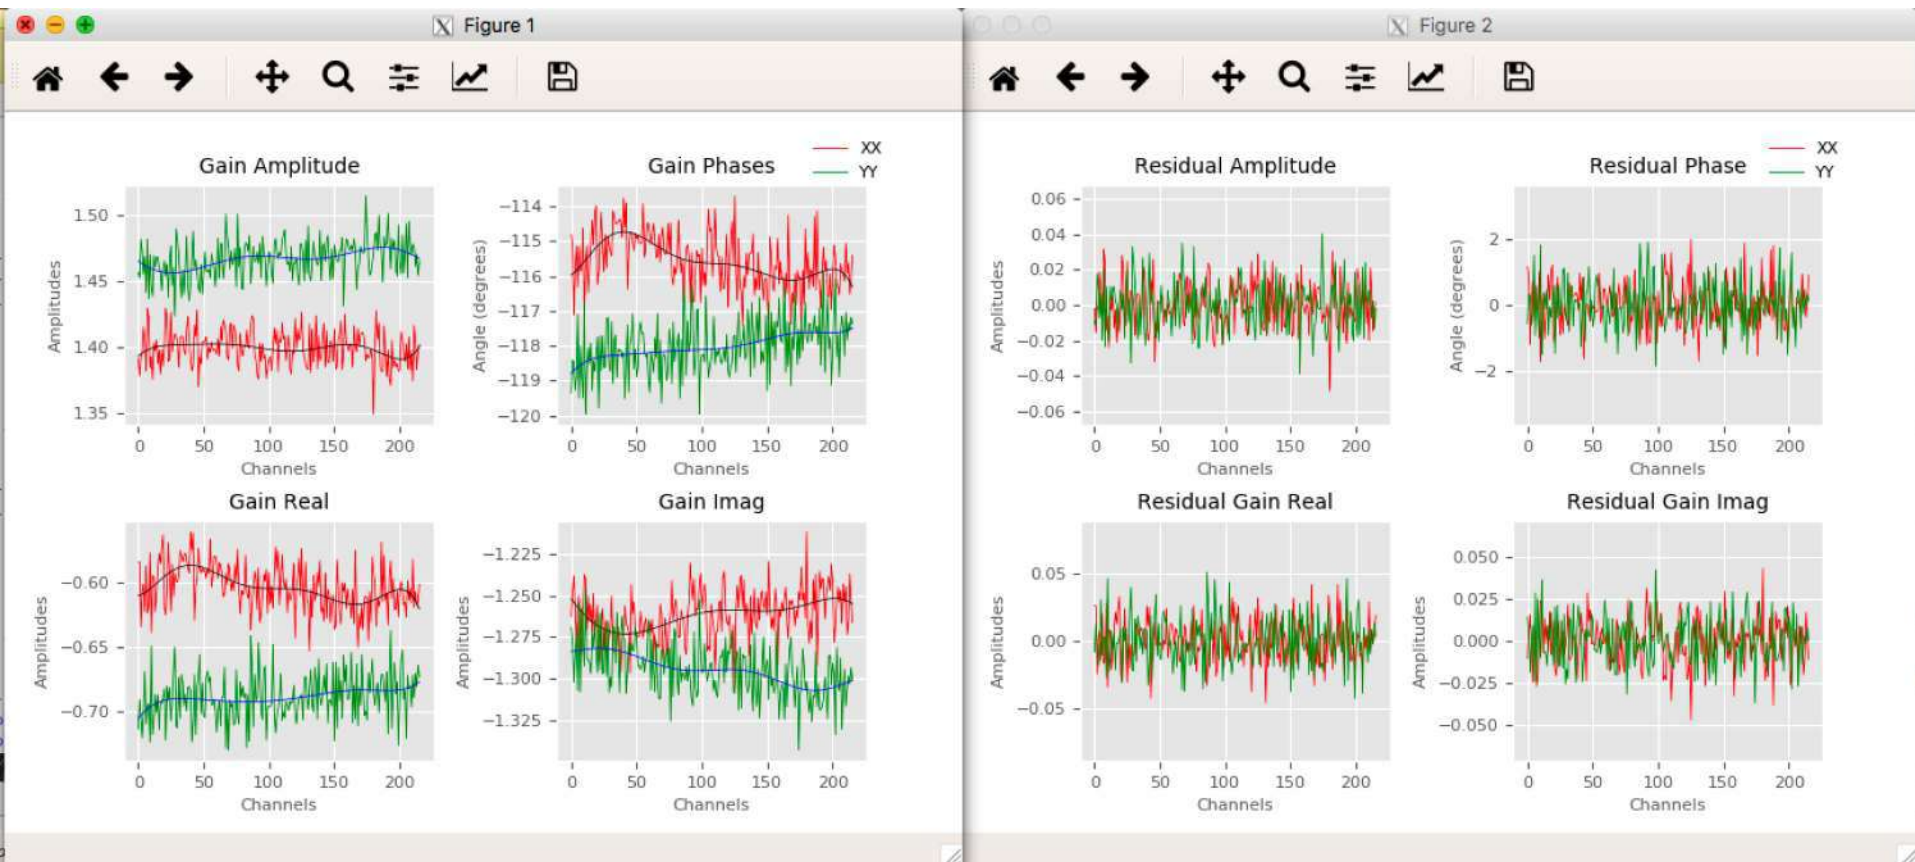 Figure 1
Figure 2
XX
YY
Gain Amplitude
1.50
1.45
1.40
1.35
Amplitudes
0 50 100 150 200
Channels
Gain Phases
−114
−115
−116
−117
−118
−119
−120
Angle (degrees)
0 50 100 150 200
Channels
Gain Real
−0.60
−0.65
−0.70
Amplitudes
0 50 100 150 200
Channels
Gain Imag
−1.225
−1.250
−1.275
−1.300
−1.325
Amplitudes
0 50 100 150 200
Channels
XX
YY
Residual Amplitude
0.06
0.04
0.02
0.00
−0.02
−0.04
−0.06
Amplitudes
0 50 100 150 200
Channels
Residual Phase
2
0
−2
Angle (degrees)
0 50 100 150 200
Channels
Residual Gain Real
0.05
0.00
−0.05
Amplitudes
0 50 100 150 200
Channels
Residual Gain Imag
0.050
0.025
0.000
−0.025
−0.050
Amplitudes
0 50 100 150 200
Channels